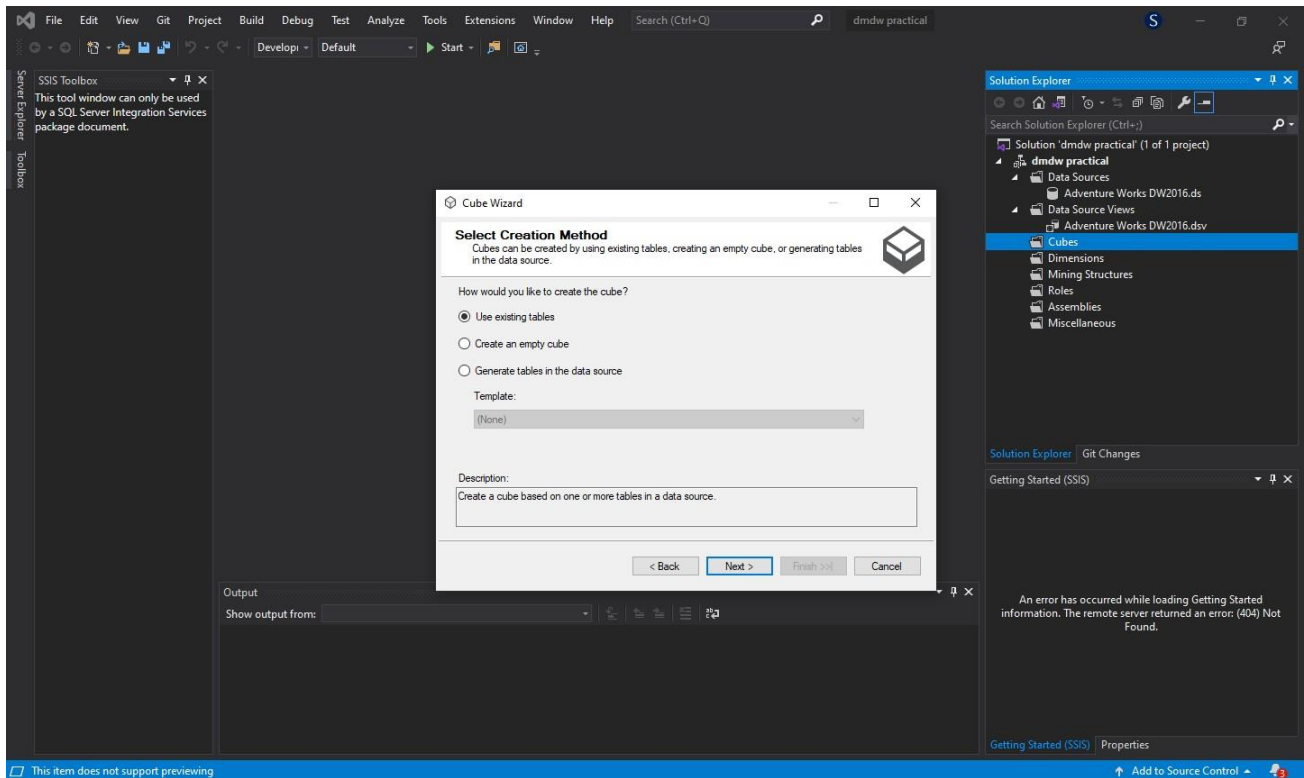 File Edit View Git Project Build Debug Test Analyze Tools Extensions Window Help Search (Ctrl+Q) dmdw practical S
Developı Default Start
Server Explorer
Toolbox
SSIS Toolbox
This tool window can only be used
by a SQL Server Integration Services
package document.
Cube Wizard
Select Creation Method
Cubes can be created by using existing tables, creating an empty cube, or generating tables
in the data source.
How would you like to create the cube?
Use existing tables
Create an empty cube
Generate tables in the data source
Template:
(None)
Description:
Create a cube based on one or more tables in a data source.
< Back Next > Finish >>| Cancel
Output
Show output from:
Solution Explorer
Search Solution Explorer (Ctrl+;)
Solution 'dmdw practical' (1 of 1 project)
dmdw practical
Data Sources
Adventure Works DW2016.ds
Data Source Views
Adventure Works DW2016.dsv
Cubes
Dimensions
Mining Structures
Roles
Assemblies
Miscellaneous
Solution Explorer Git Changes
Getting Started (SSIS)
An error has occurred while loading Getting Started
information. The remote server returned an error: (404) Not
Found.
Getting Started (SSIS) Properties
This item does not support previewing Add to Source Control 3